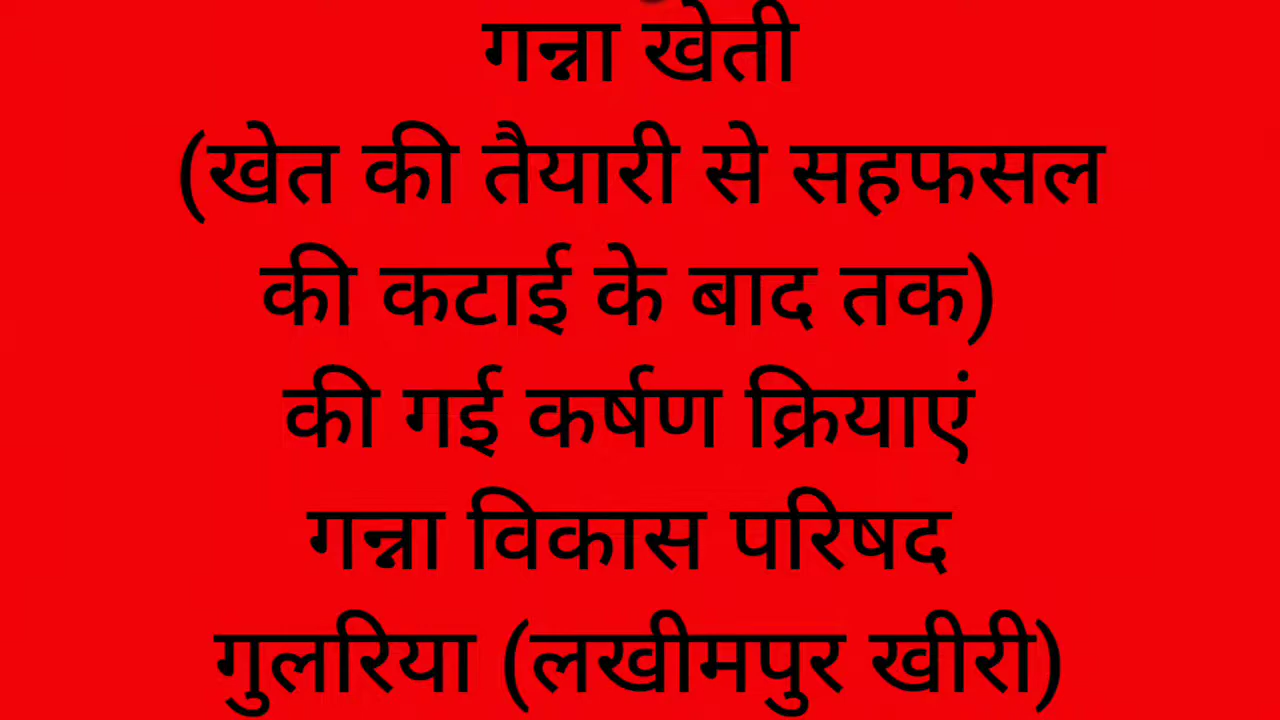 गन्ना खेती
(खेत की तैयारी से सहफसल
की कटाई के बाद तक)
की गई कर्षण क्रियाएं
गन्ना विकास परिषद
गुलरिया (लखीमपुर खीरी)